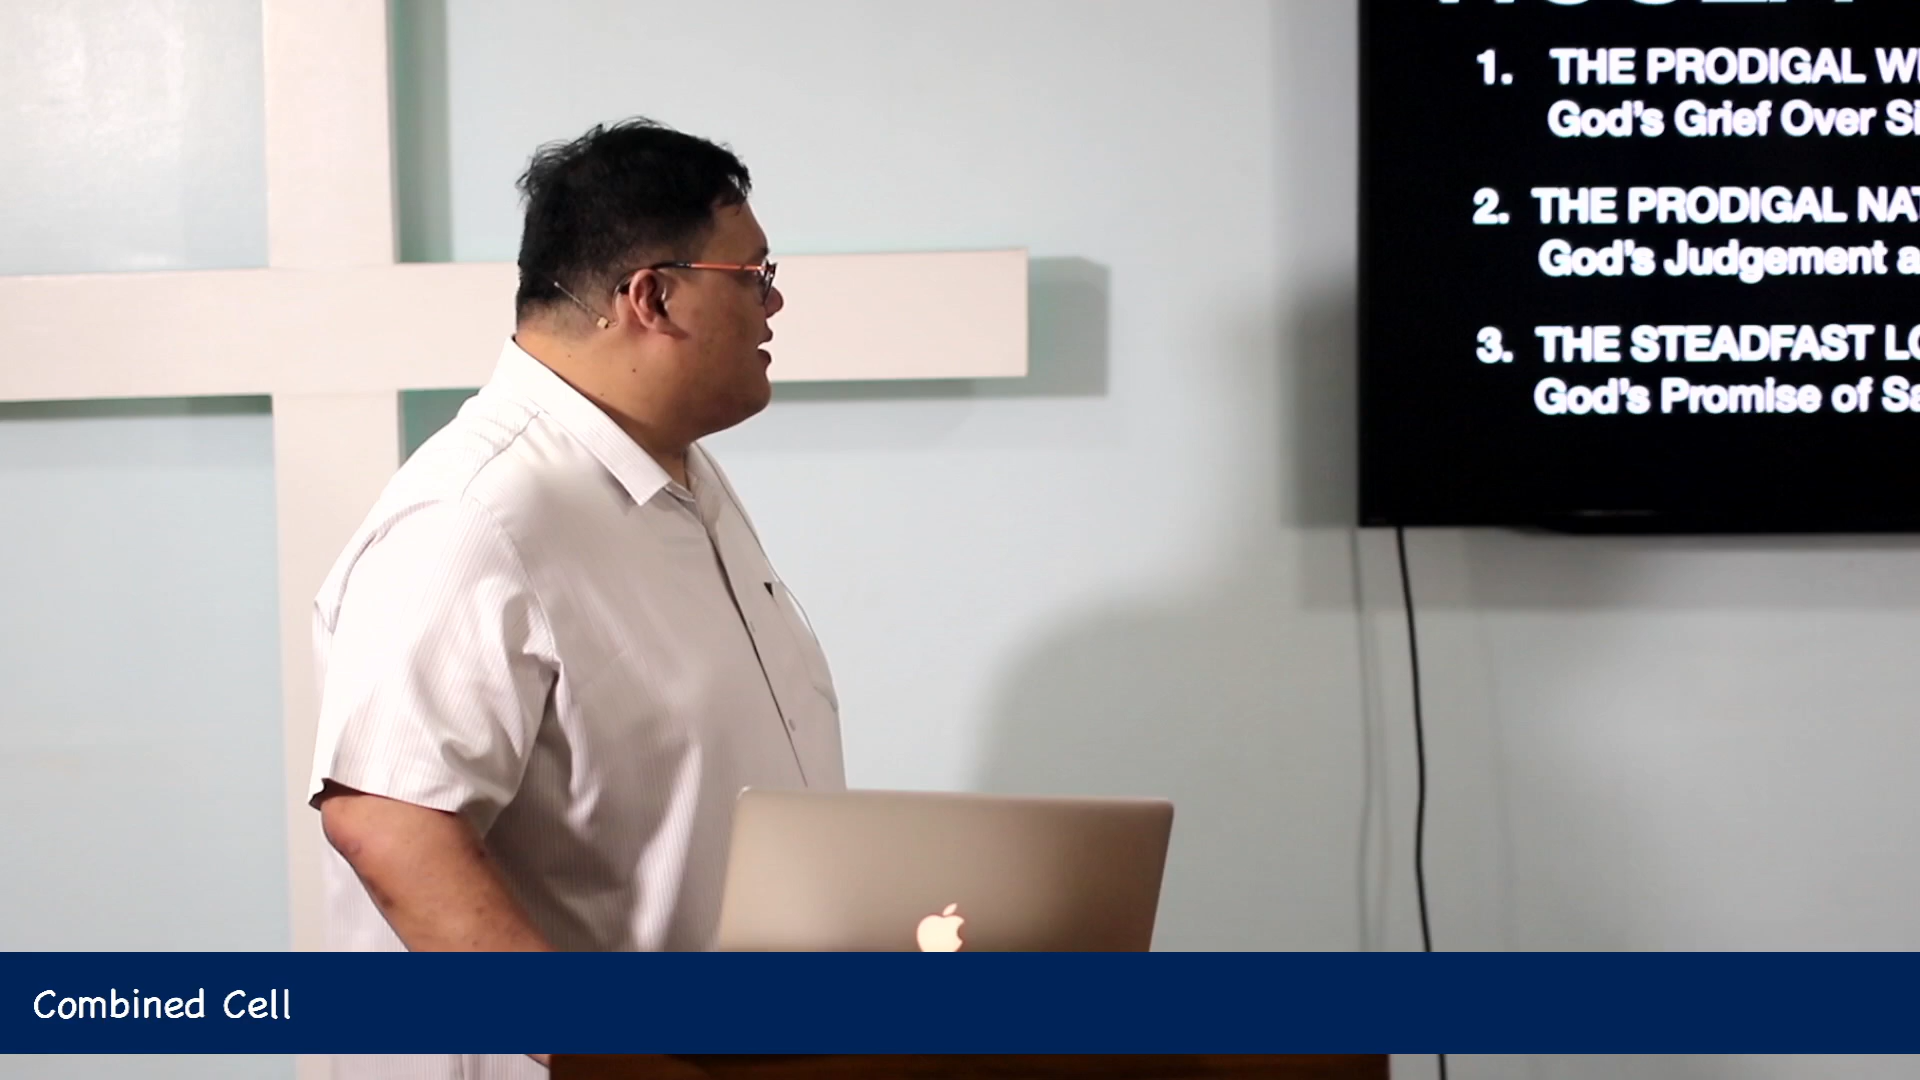 1. THE PRODIGAL
God's Grief Over
2. THE PRODIGAL
God's Judgement
3. THE STEADFAST
God's Promise of
Combined Cell